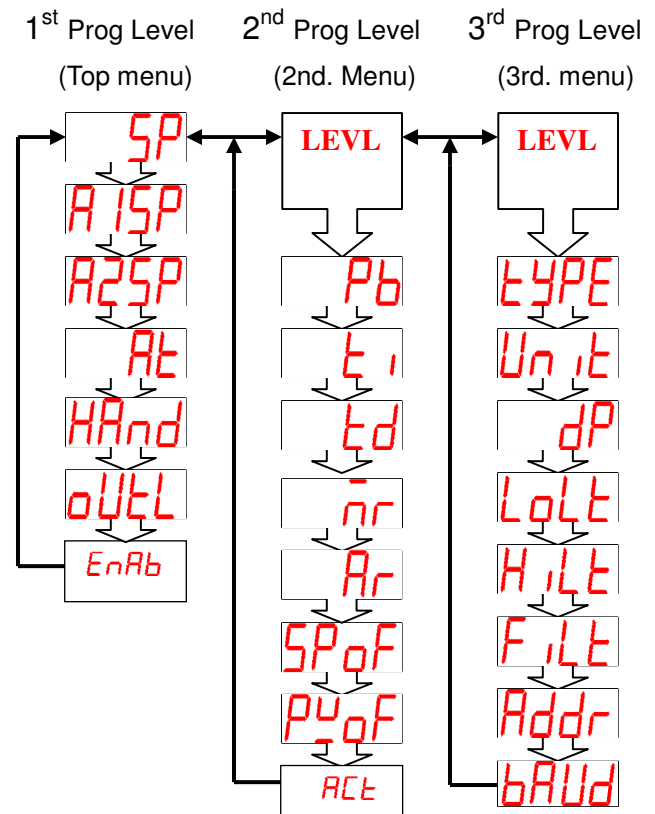 1st Prog Level
(Top menu)
SP
A1SP
A2SP
At
HAnd
oUtL
EnAb
2nd Prog Level
(2nd. Menu)
LEVL
Pb
ti
td
n̄r
Ar
SPoF
PVoF
ACt
3rd Prog Level
(3rd. menu)
LEVL
tYPE
Unit
dP
LoLt
HiLt
FiLt
Addr
bAUd